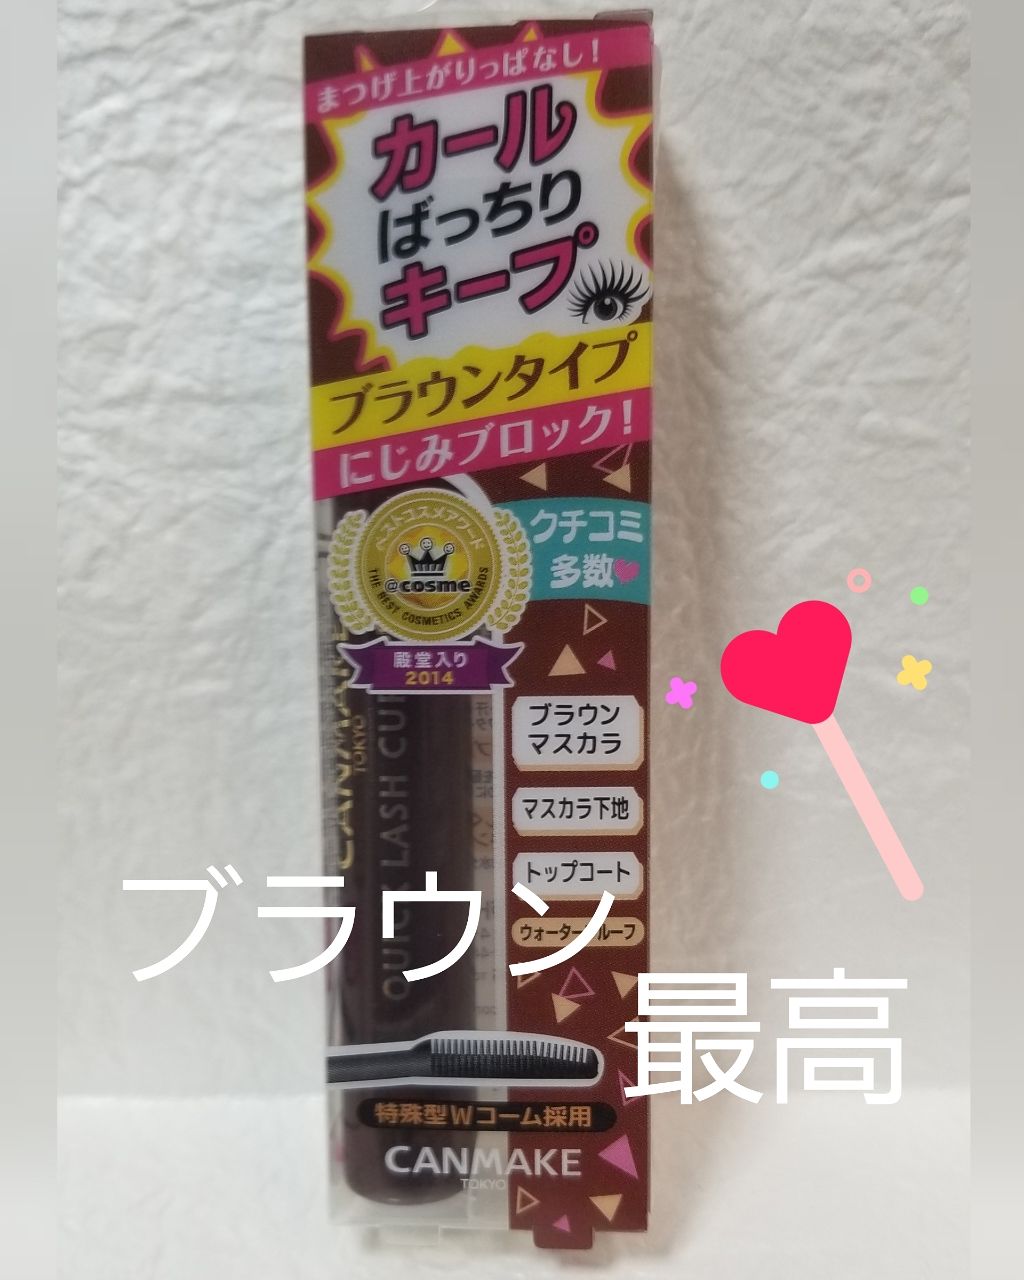 まつげ上がりっぱなし!
カール
ばっちり
キープ
ブラウンタイプ
にじみブロック!
ベストコスメアワード
@cosme
THE BEST COSMETICS AWARDS
殿堂入り
2014
クチコミ
多数
ブラウン
マスカラ
マスカラ下地
トップコート
CANMAKE
TOKYO
QUICK LASH CUR
ブラウン
最高
特殊型Wコーム採用
CANMAKE
TOKYO